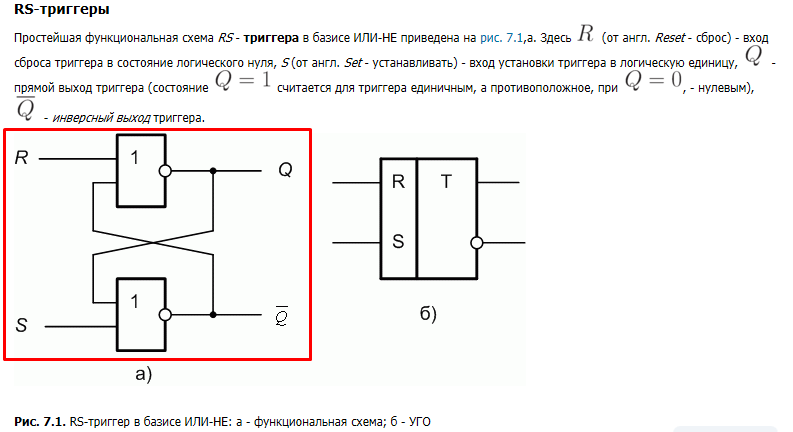 RS-триггеры
Простейшая функциональная схема RS - триггера в базисе ИЛИ-НЕ приведена на рис. 7.1,а. Здесь R (от англ. Reset - сброс) - вход
сброса триггера в состояние логического нуля, S (от англ. Set - устанавливать) - вход установки триггера в логическую единицу, Q -
прямой выход триггера (состояние Q = 1 считается для триггера единичным, а противоположное, при Q = 0, - нулевым),
Q̅ - инверсный выход триггера.
R 1 Q
S 1 Q̅
а)
R T
S
б)
Рис. 7.1. RS-триггер в базисе ИЛИ-НЕ: а - функциональная схема; б - УГО